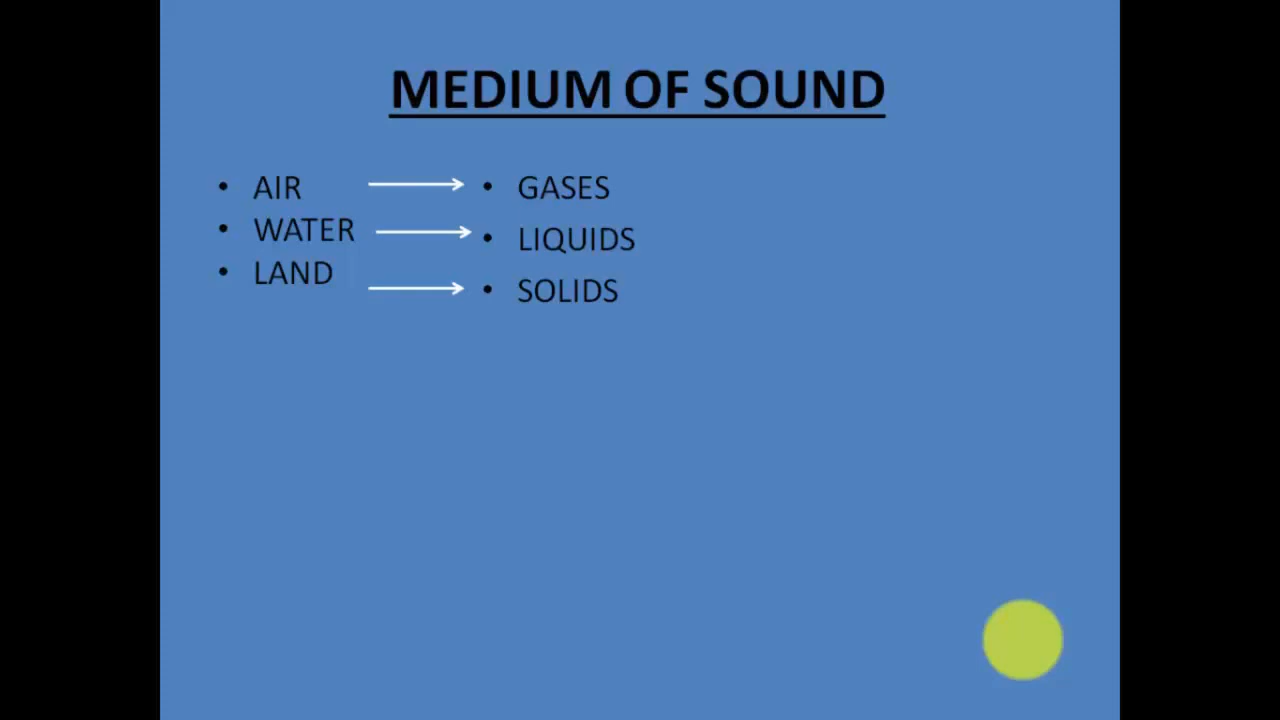 MEDIUM OF SOUND
• AIR
• WATER
• LAND
• GASES
• LIQUIDS
• SOLIDS